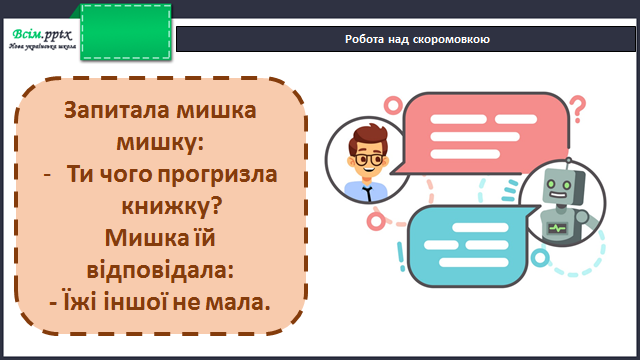 Всім.pptx
Нова українська школа
Робота над скоромовкою
Запитала мишка
мишку:
- Ти чого прогризла
книжку?
Мишка їй
відповідала:
- Їжі іншої не мала.
?
!